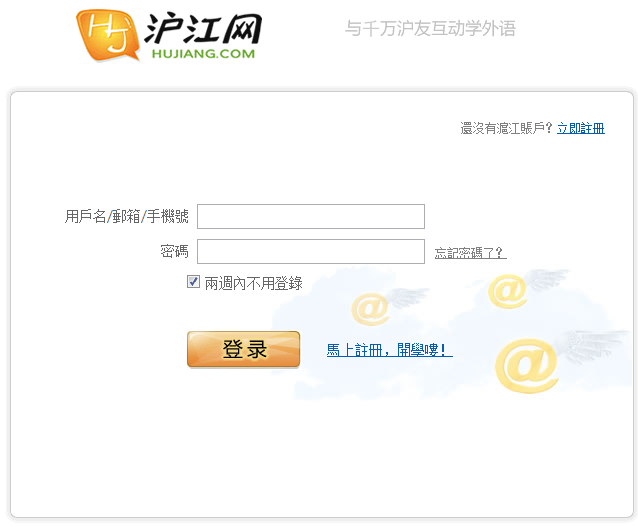 HJ 沪江网
HUJIANG.COM
与千万沪友互动学外语
還沒有滬江賬戶? 立即註冊
用戶名/郵箱/手機號
密碼
忘記密碼了?
兩週內不用登錄
登录
馬上註冊，開學嘍!
@
@
@